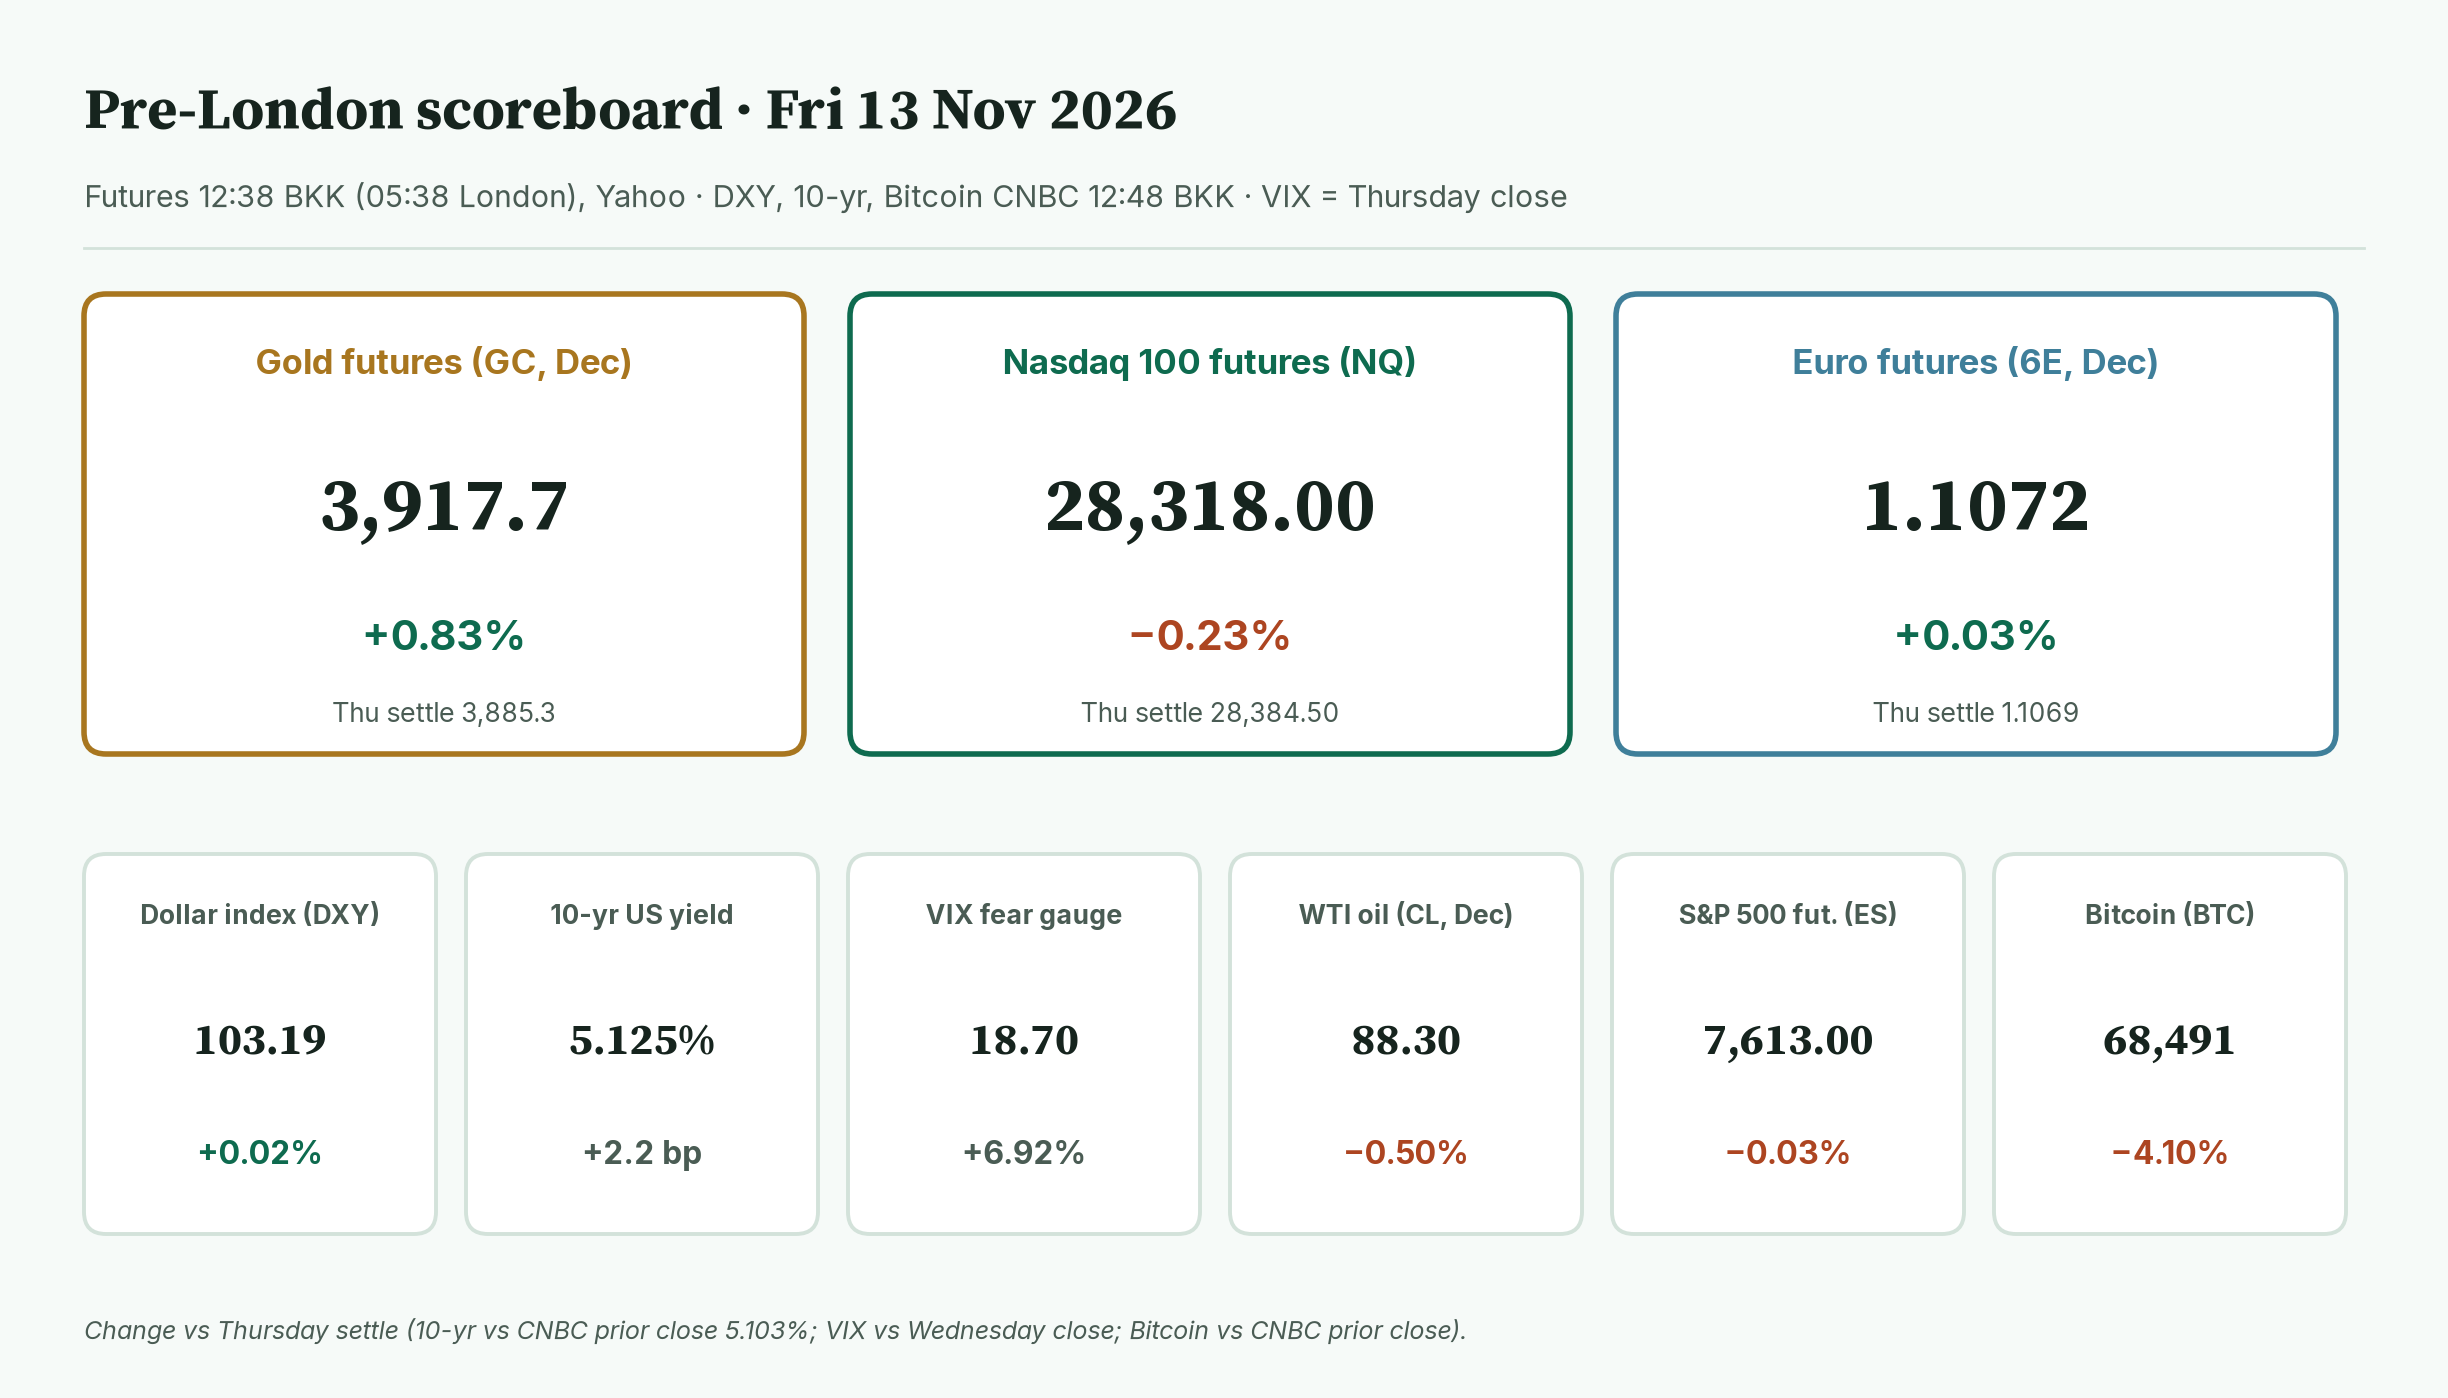 Pre-London scoreboard · Fri 13 Nov 2026
Futures 12:38 BKK (05:38 London), Yahoo · DXY, 10-yr, Bitcoin CNBC 12:48 BKK · VIX = Thursday close
Gold futures (GC, Dec)
3,917.7
+0.83%
Thu settle 3,885.3
Nasdaq 100 futures (NQ)
28,318.00
−0.23%
Thu settle 28,384.50
Euro futures (6E, Dec)
1.1072
+0.03%
Thu settle 1.1069
Dollar index (DXY)
103.19
+0.02%
10-yr US yield
5.125%
+2.2 bp
VIX fear gauge
18.70
+6.92%
WTI oil (CL, Dec)
88.30
−0.50%
S&P 500 fut. (ES)
7,613.00
−0.03%
Bitcoin (BTC)
68,491
−4.10%
Change vs Thursday settle (10-yr vs CNBC prior close 5.103%; VIX vs Wednesday close; Bitcoin vs CNBC prior close).